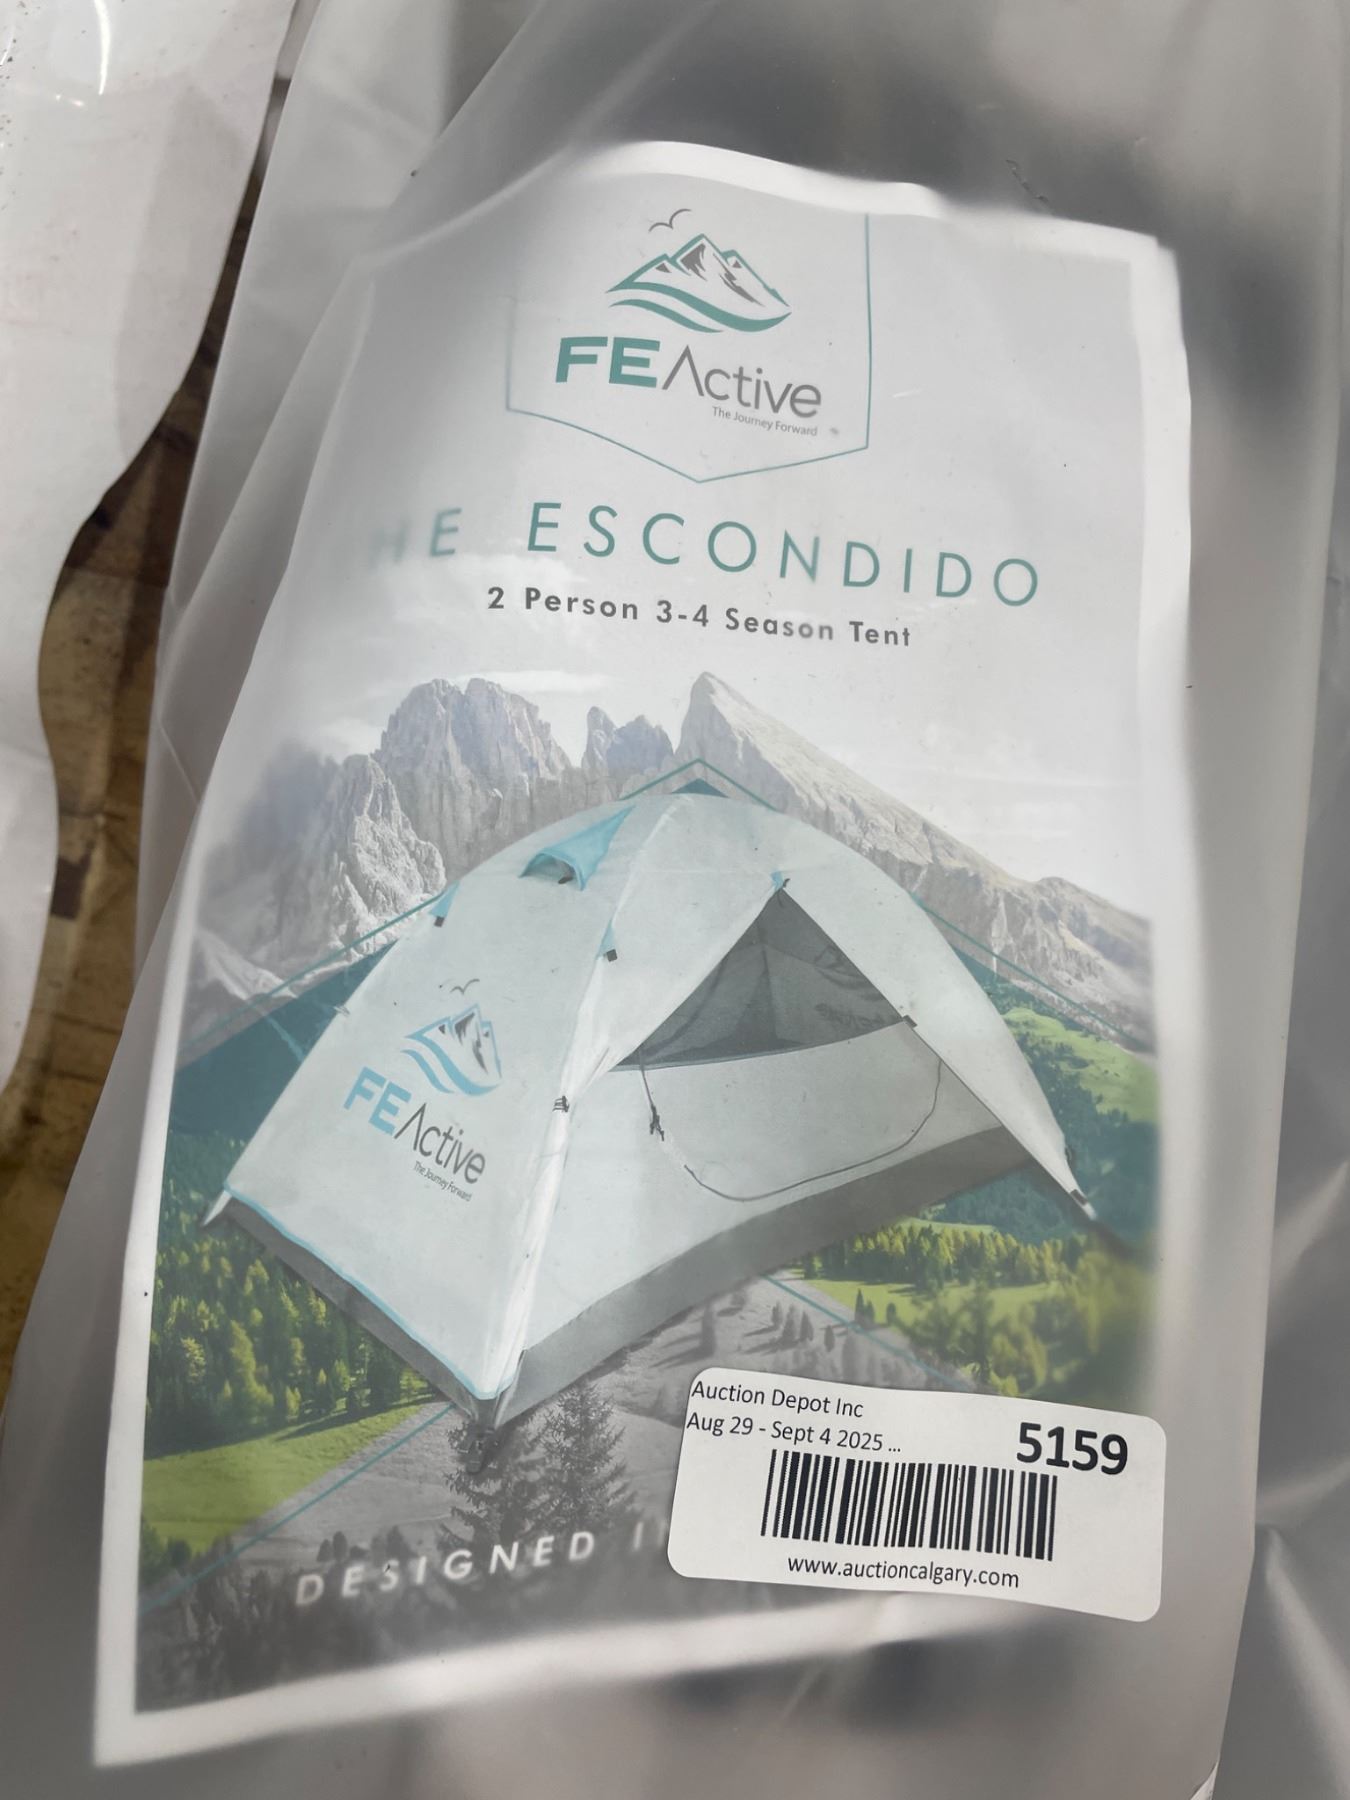 FEActive
The Journey Forward
HE ESCONDIDO
2 Person 3-4 Season Tent
FEActive
The Journey Forward
DESIGNED I
Auction Depot Inc
Aug 29 - Sept 4 2025 ...
5159
www.auctioncalgary.com